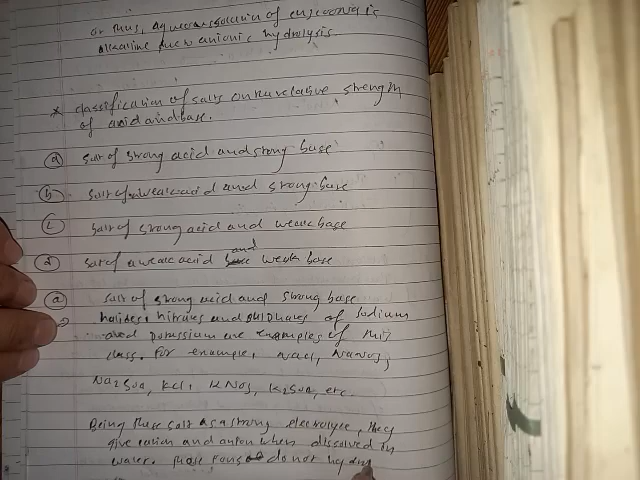 or thus, aqueous solution of is
alkaline due to anionic hydrolysis.
* classification of salts on relative strength
of acid and base.
(a) salt of strong acid and strong base
(b) salt of weak acid and strong base
(c) salt of strong acid and weak base
(d) salt of a weak acid and weak base
(a) salt of strong acid and strong base
halides, nitrates and sulphates of sodium
and potassium are examples of this
class. For example, NaCl, NaNO3,
Na2SO4, KCl, KNO3, K2SO4, etc.
Being these salt as a strong electrolyte, they
give cation and anion when dissolved in
water. These ions do not